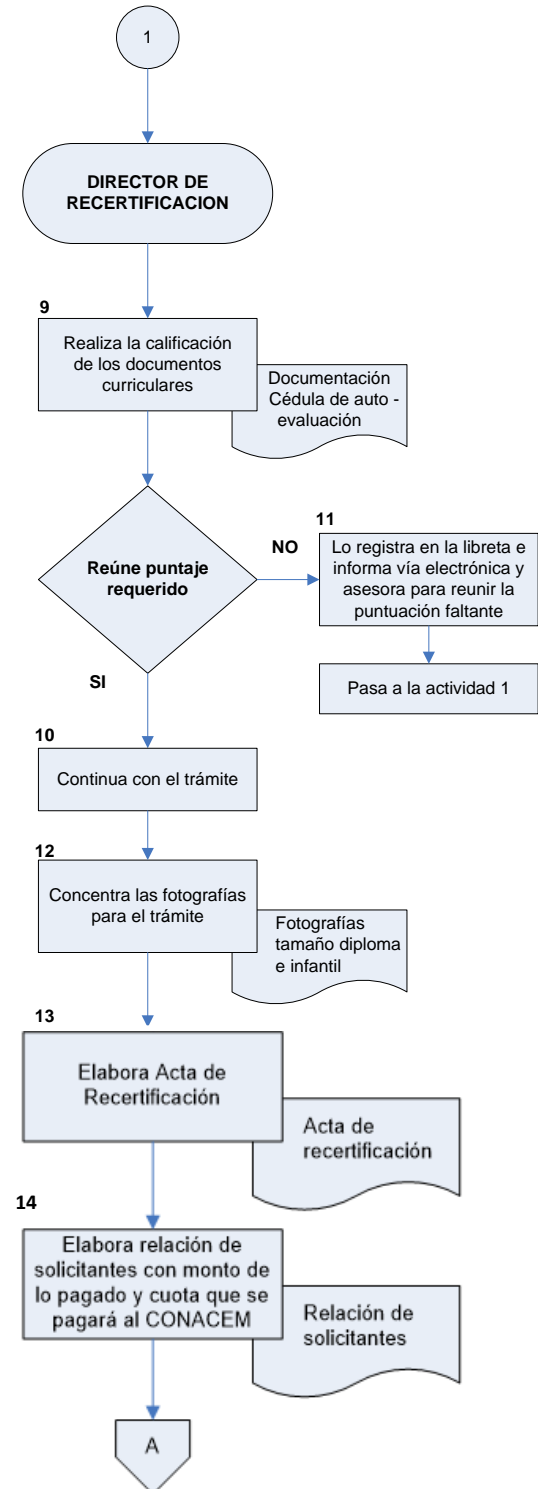 1
DIRECTOR DE
RECERTIFICACION
9
Realiza la calificación
de los documentos
curriculares
Documentación
Cédula de auto -
evaluación
Reúne puntaje
requerido
NO
11
Lo registra en la libreta e
informa vía electrónica y
asesora para reunir la
puntuación faltante
Pasa a la actividad 1
SI
10
Continua con el trámite
12
Concentra las fotografías
para el trámite
Fotografías
tamaño diploma
e infantil
13
Elabora Acta de
Recertificación
Acta de
recertificación
14
Elabora relación de
solicitantes con monto de
lo pagado y cuota que se
pagará al CONACEM
Relación de
solicitantes
A